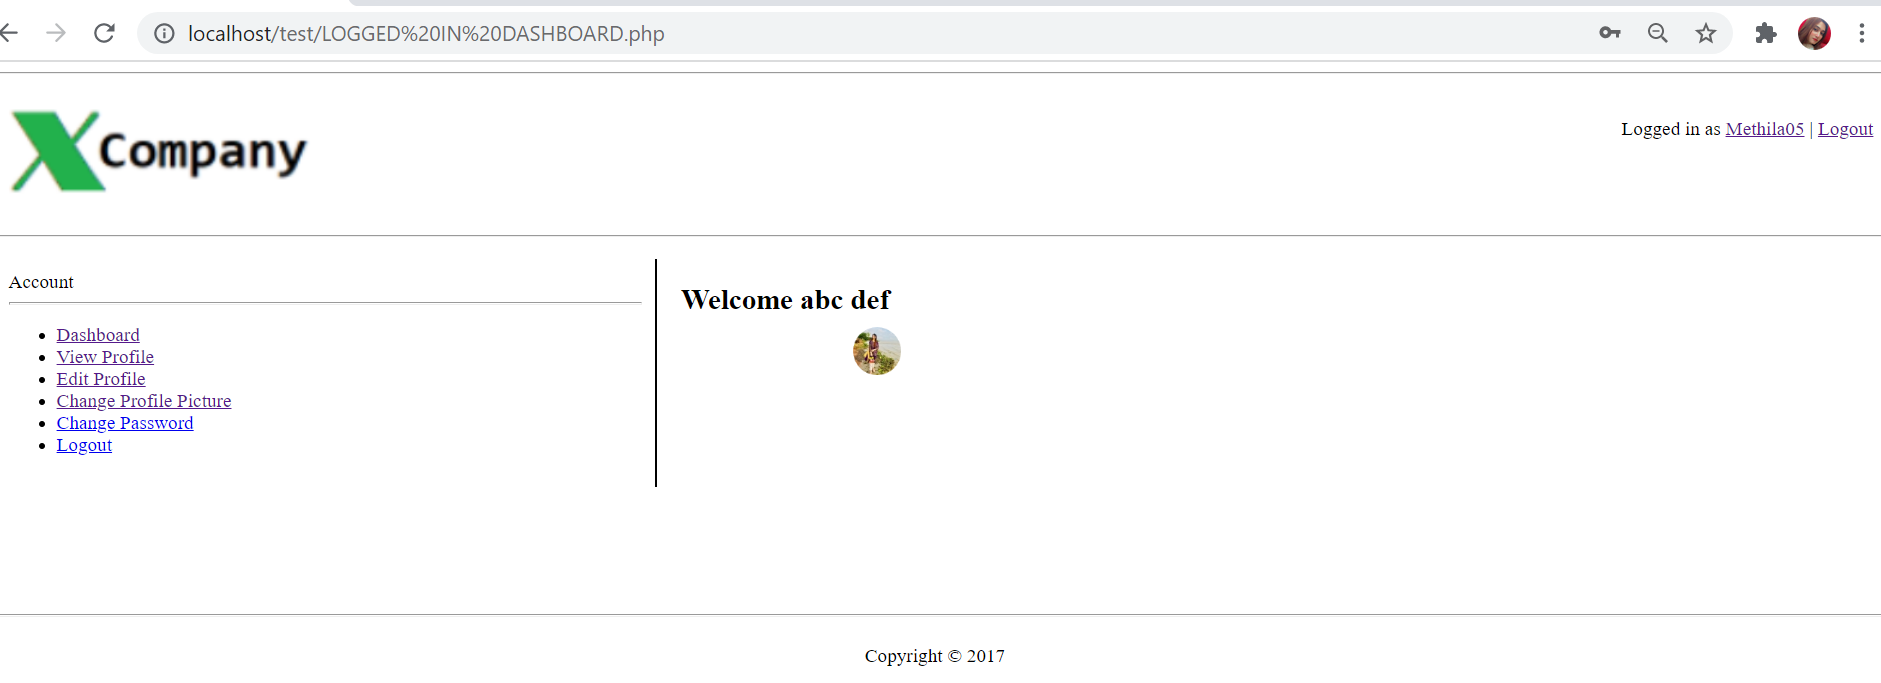 localhost/test/LOGGED%20IN%20DASHBOARD.php
X Company
Logged in as Methila05 | Logout
Account
Dashboard
View Profile
Edit Profile
Change Profile Picture
Change Password
Logout
Welcome abc def
Copyright © 2017